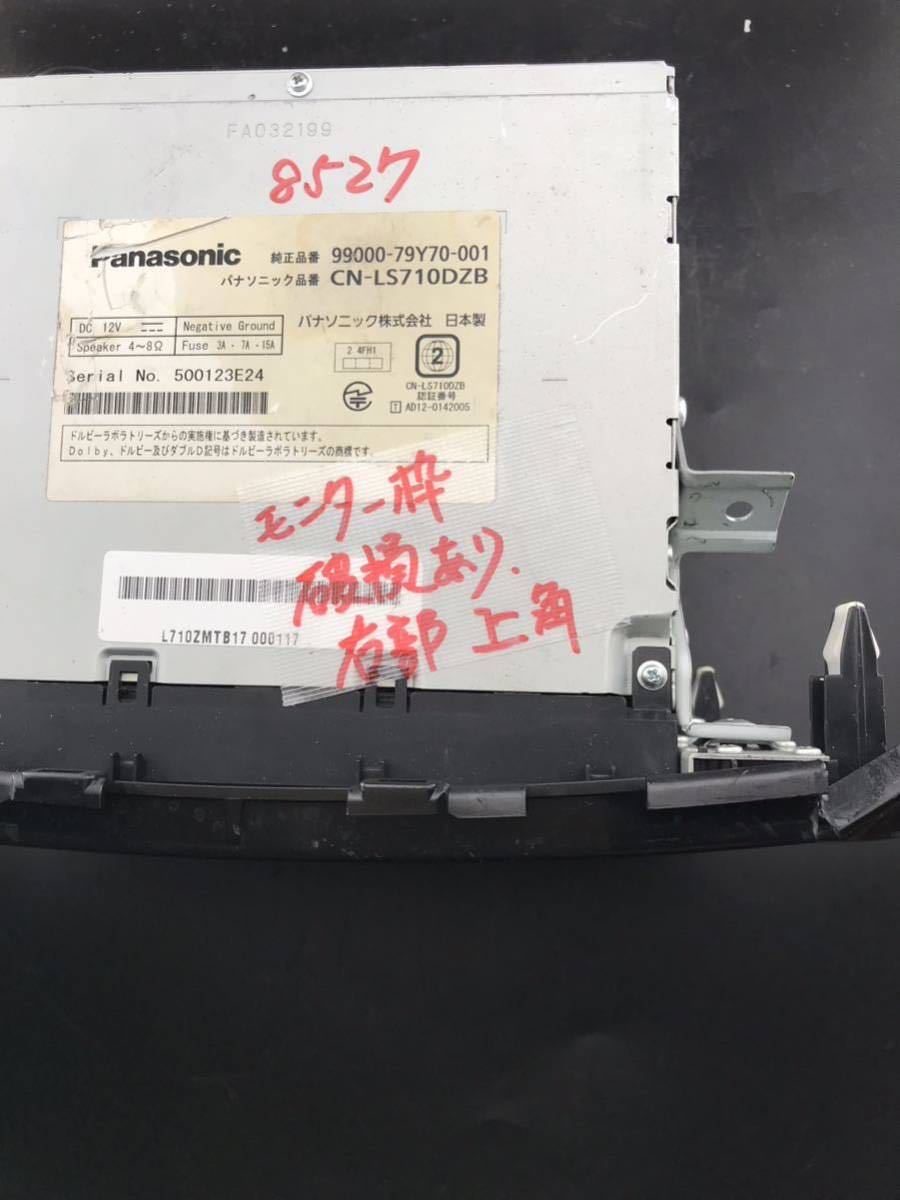 FA032199
8527
Panasonic 純正品番 99000-79Y70-001
パナソニック品番 CN-LS710DZB
DC 12V Negative Ground
パナソニック株式会社 日本製
Speaker 4～8Ω Fuse 3A・7A・15A
2 4FH1
2
Serial No. 500123E24
CN-LS710DZB
認証番号
T AD12-0142005
ドルビーラボラトリーズからの実施権に基づき製造されています。
Dolby、ドルビー及びダブルD記号はドルビーラボラトリーズの商標です。
モニター枠
破損あり.
右部 上角
L710ZMTB17 000117